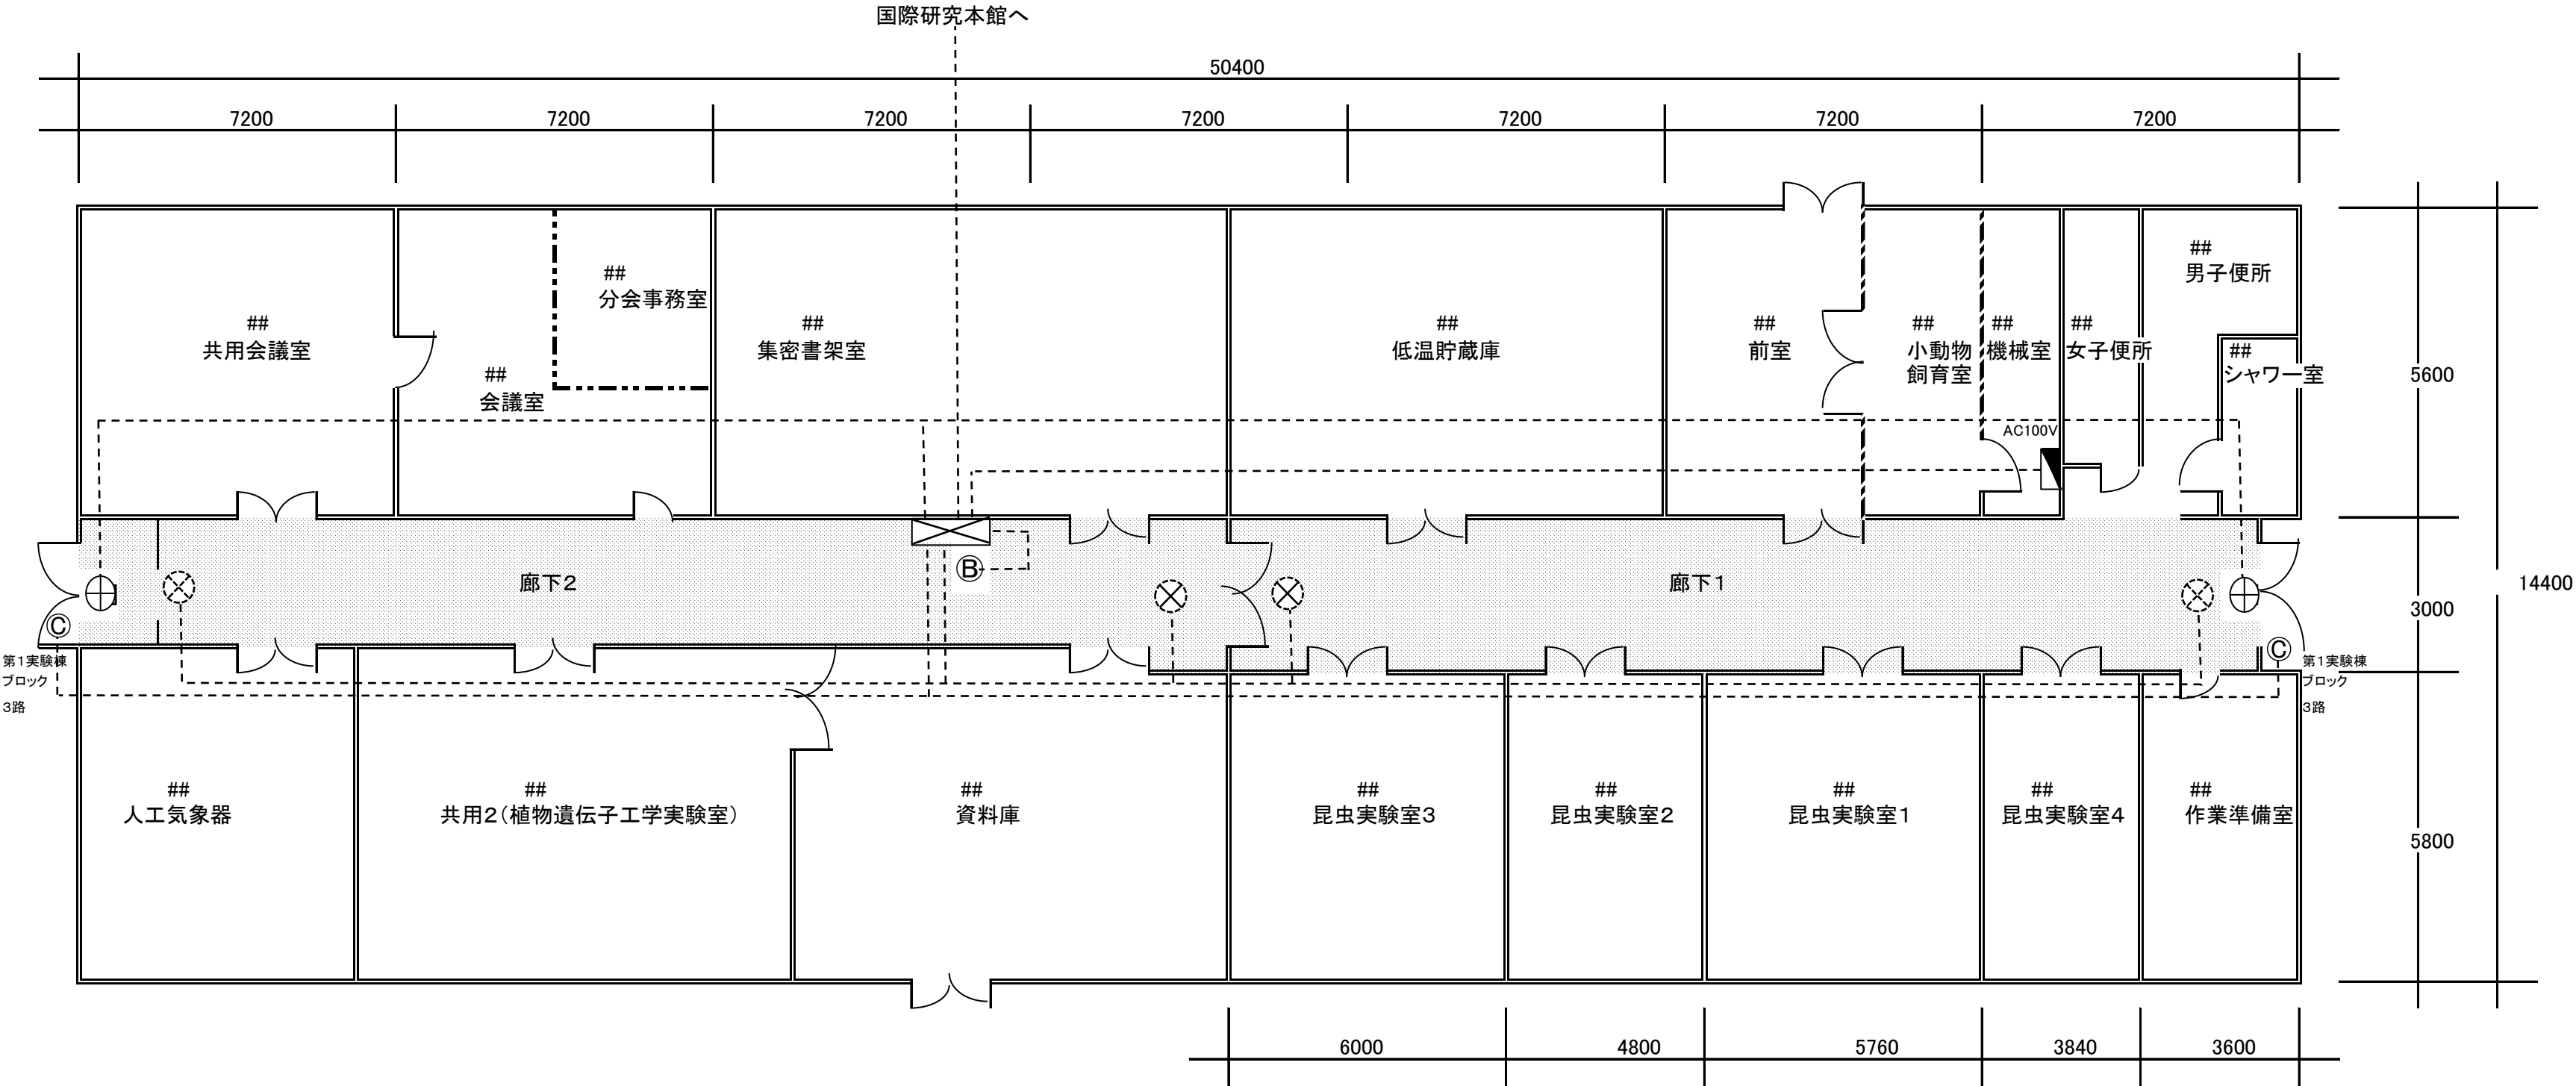 国際研究本館へ
50400
7200
7200
7200
7200
7200
7200
7200
##
共用会議室
##
会議室
##
分会事務室
##
集密書架室
##
低温貯蔵庫
##
前室
##
小動物
飼育室
##
機械室
##
女子便所
##
男子便所
##
シャワー室
AC100V
5600
3000
5800
14400
廊下2
廊下1
Ⓑ
Ⓒ
Ⓒ
第1実験棟
ブロック
3路
第1実験棟
ブロック
3路
##
人工気象器
##
共用2(植物遺伝子工学実験室)
##
資料庫
##
昆虫実験室3
##
昆虫実験室2
##
昆虫実験室1
##
昆虫実験室4
##
作業準備室
6000
4800
5760
3840
3600